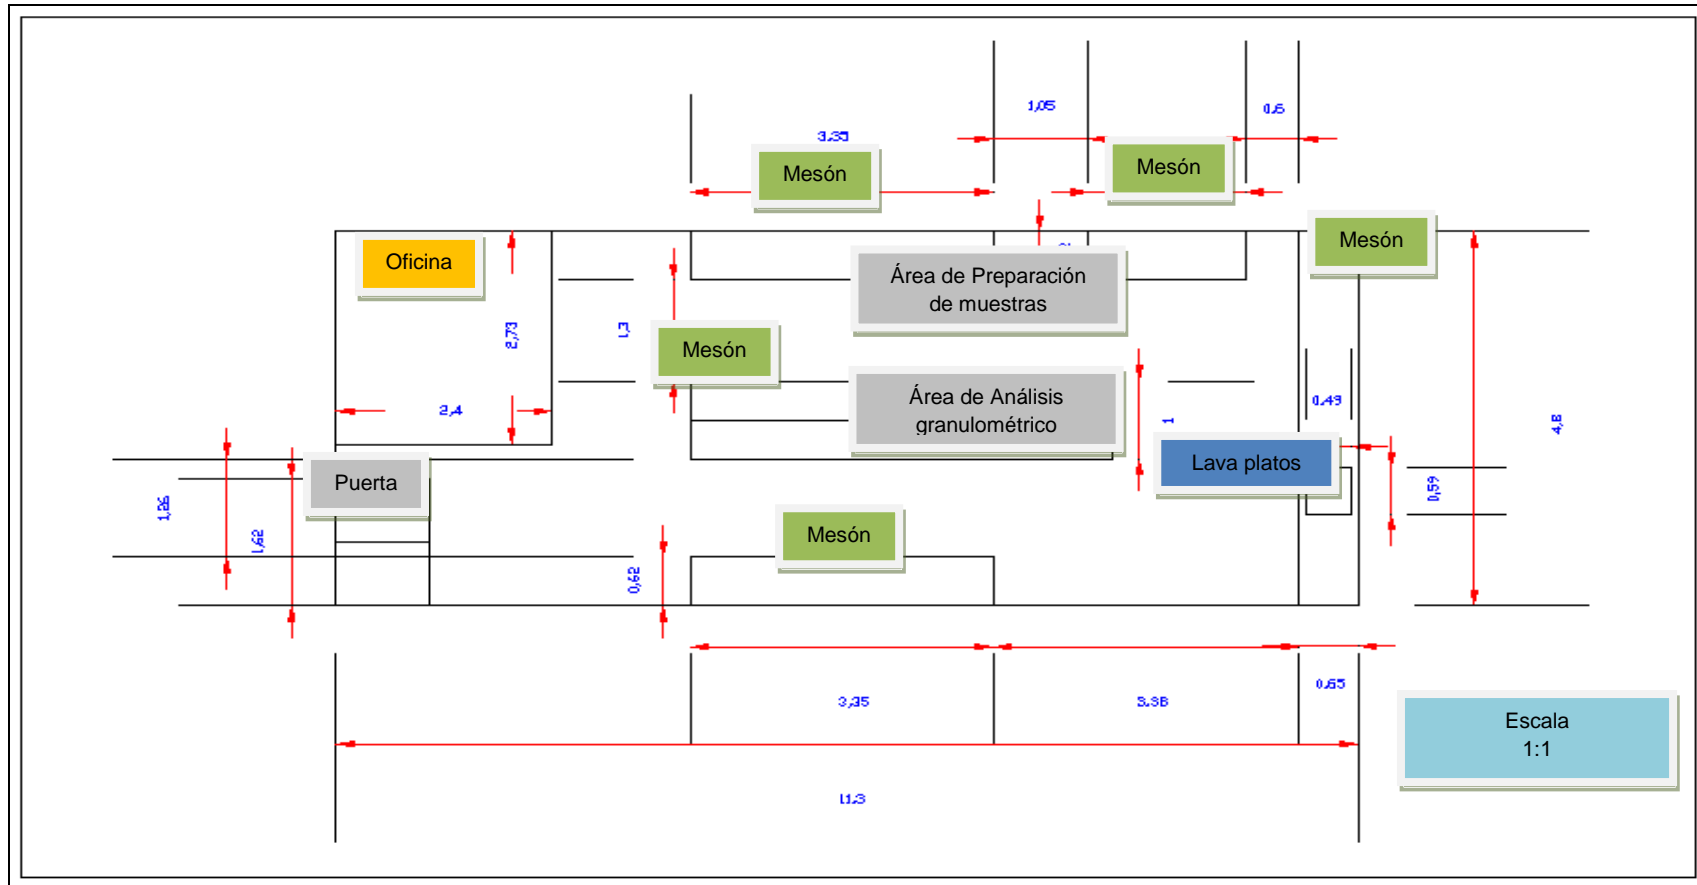 1,05
0.6
3.35
Mesón
Mesón
Mesón
Oficina
Área de Preparación
de muestras
2,73
1,3
Mesón
Área de Análisis
granulométrico
2,4
0,49
1
4,8
Lava platos
Puerta
1,26
1,62
0,59
Mesón
0,62
3,35
3.38
0.65
Escala
1:1
11.3